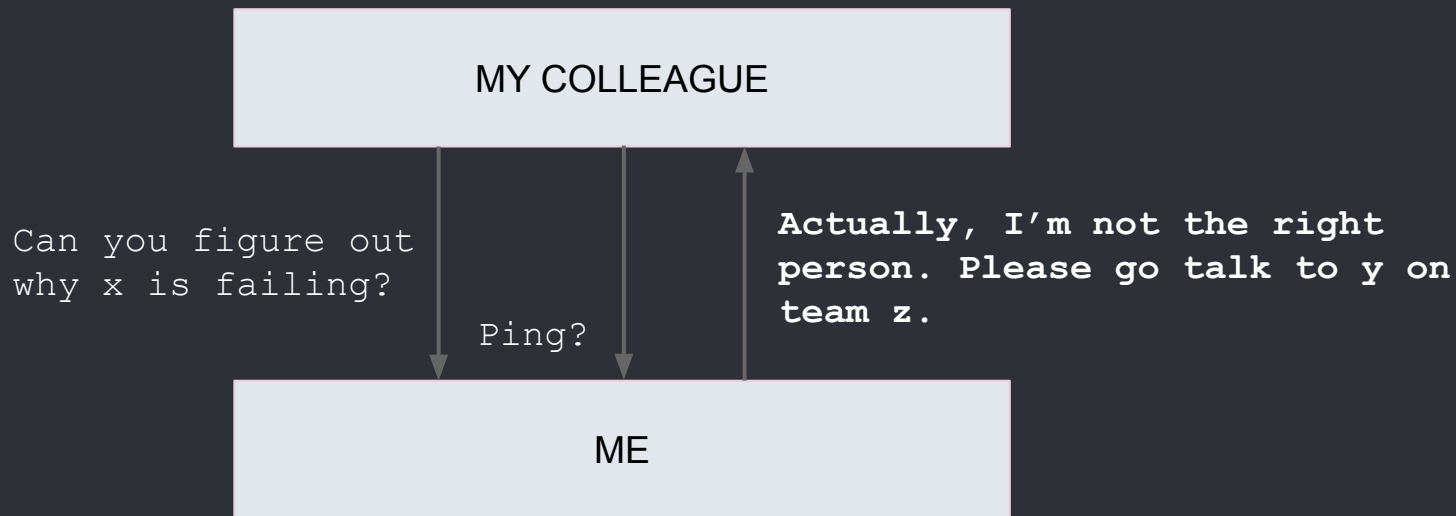 MY COLLEAGUE
Can you figure out
why x is failing?
Ping?
Actually, I’m not the right
person. Please go talk to y on
team z.
ME